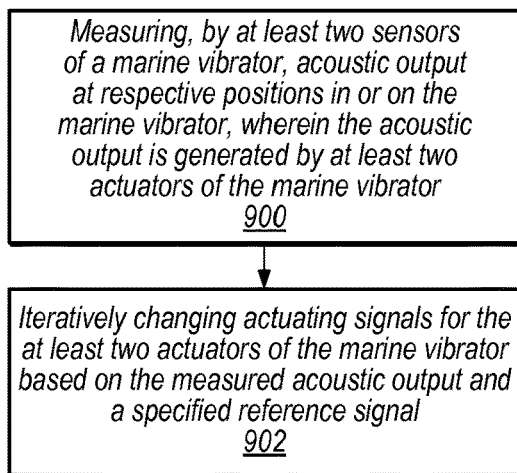 Measuring, by at least two sensors
of a marine vibrator, acoustic output
at respective positions in or on the
marine vibrator, wherein the acoustic
output is generated by at least two
actuators of the marine vibrator
900
Iteratively changing actuating signals for the
at least two actuators of the marine vibrator
based on the measured acoustic output and
a specified reference signal
902